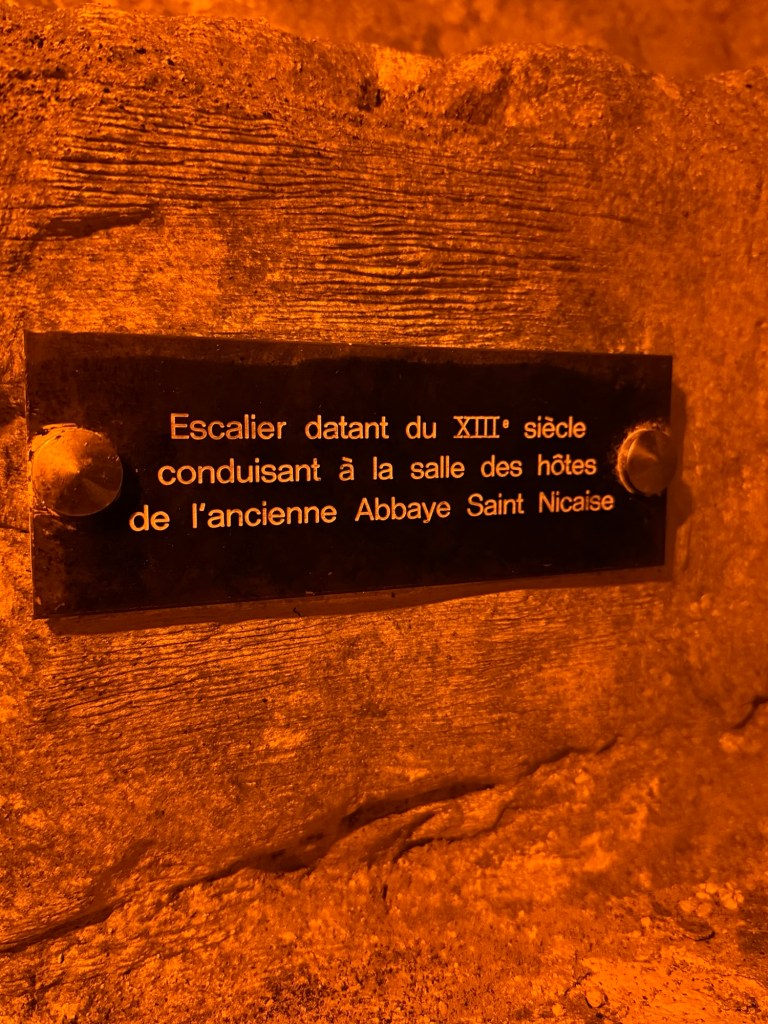 Escalier datant du XIIIe siècle
conduisant à la salle des hôtes
de l'ancienne Abbaye Saint Nicaise